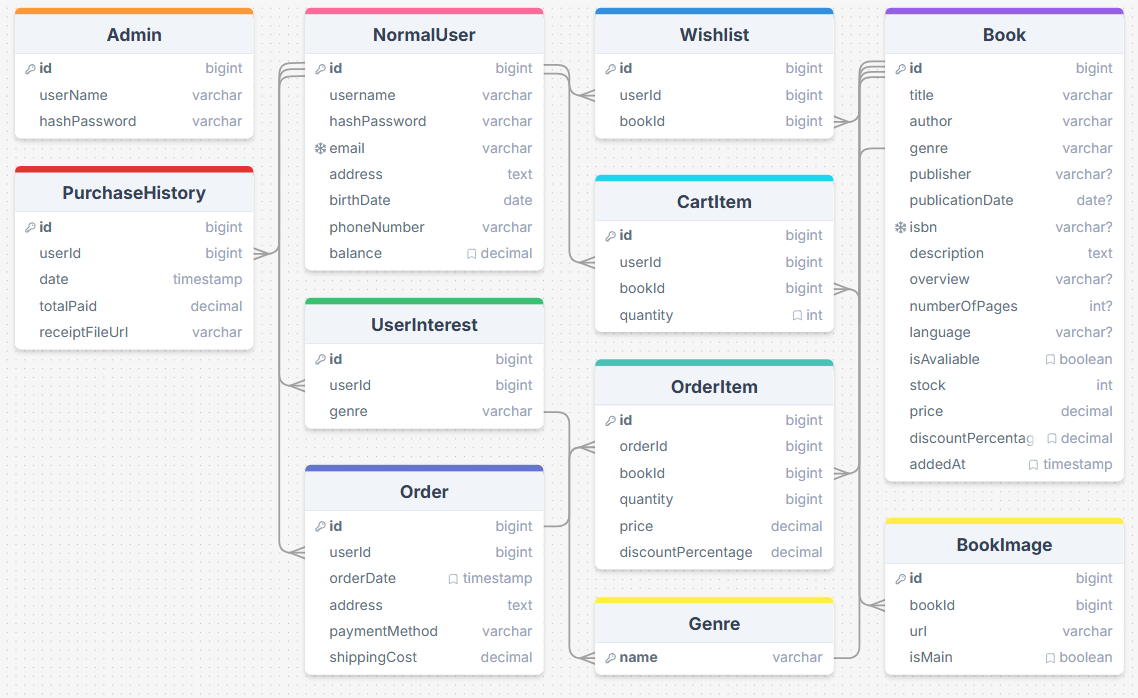 Admin
id bigint
userName varchar
hashPassword varchar
PurchaseHistory
id bigint
userId bigint
date timestamp
totalPaid decimal
receiptFileUrl varchar
NormalUser
id bigint
username varchar
hashPassword varchar
email varchar
address text
birthDate date
phoneNumber varchar
balance decimal
UserInterest
id bigint
userId bigint
genre varchar
Order
id bigint
userId bigint
orderDate timestamp
address text
paymentMethod varchar
shippingCost decimal
Wishlist
id bigint
userId bigint
bookId bigint
CartItem
id bigint
userId bigint
bookId bigint
quantity int
OrderItem
id bigint
orderId bigint
bookId bigint
quantity bigint
price decimal
discountPercentage decimal
Genre
name varchar
Book
id bigint
title varchar
author varchar
genre varchar
publisher varchar?
publicationDate date?
isbn varchar?
description text
overview varchar?
numberOfPages int?
language varchar?
isAvaliable boolean
stock int
price decimal
discountPercentag decimal
addedAt timestamp
BookImage
id bigint
bookId bigint
url varchar
isMain boolean